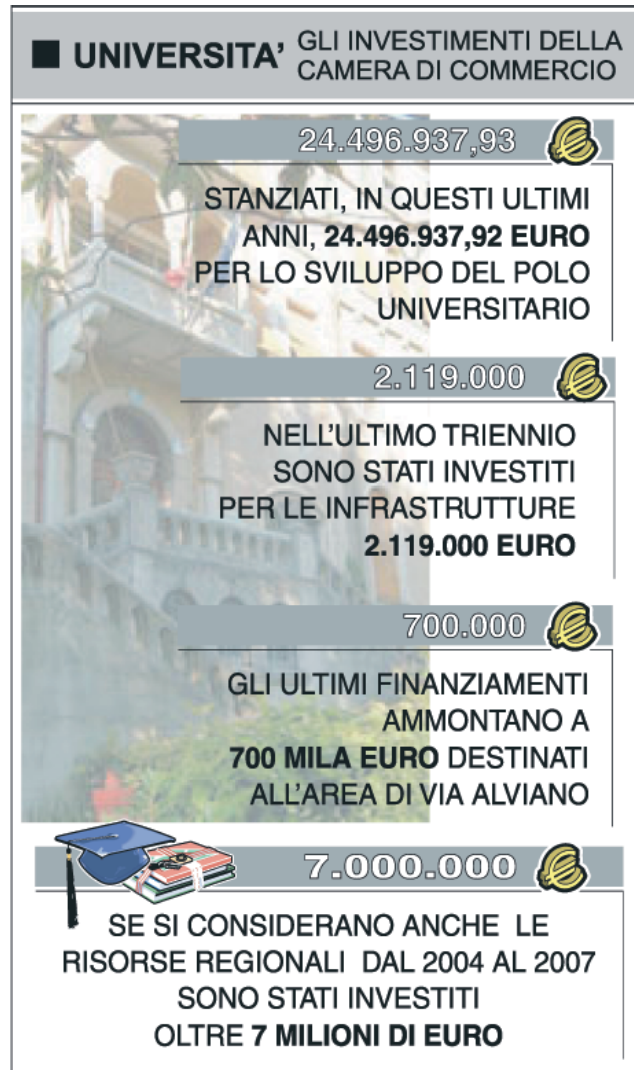 ■ UNIVERSITA' GLI INVESTIMENTI DELLA
CAMERA DI COMMERCIO
24.496.937,93 €
STANZIATI, IN QUESTI ULTIMI
ANNI, 24.496.937,92 EURO
PER LO SVILUPPO DEL POLO
UNIVERSITARIO
2.119.000 €
NELL'ULTIMO TRIENNIO
SONO STATI INVESTITI
PER LE INFRASTRUTTURE
2.119.000 EURO
700.000 €
GLI ULTIMI FINANZIAMENTI
AMMONTANO A
700 MILA EURO DESTINATI
ALL'AREA DI VIA ALVIANO
7.000.000 €
SE SI CONSIDERANO ANCHE LE
RISORSE REGIONALI DAL 2004 AL 2007
SONO STATI INVESTITI
OLTRE 7 MILIONI DI EURO